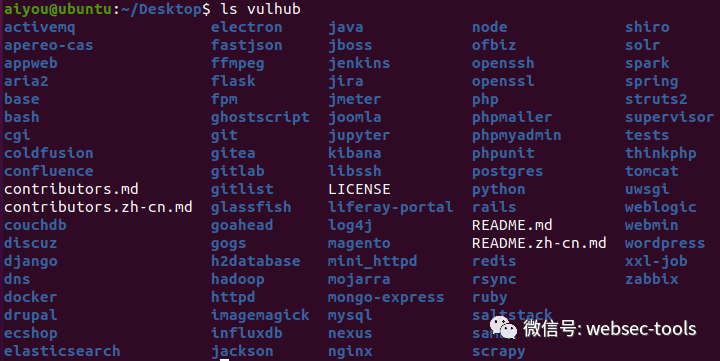 aiyou@ubuntu:~/Desktop$ ls vulhub
activemq electron java node shiro
apereo-cas fastjson jboss ofbiz solr
appweb ffmpeg jenkins openssh spark
aria2 flask jira openssl spring
base fpm jmeter php struts2
bash ghostscript joomla phpmailer supervisor
cgi git jupyter phpmyadmin tests
coldfusion gitea kibana phpunit thinkphp
confluence gitlab libssh postgres tomcat
contributors.md gitlist LICENSE python uwsgi
contributors.zh-cn.md glassfish liferay-portal rails weblogic
couchdb goahead log4j README.md webmin
discuz gogs magento README.zh-cn.md wordpress
django h2database mini_httpd redis xxl-job
dns hadoop mojarra rsync zabbix
docker httpd mongo-express ruby
drupal imagemagick mysql saltstack
ecshop influxdb nexus
elasticsearch jackson nginx scrapy
微信号: websec-tools